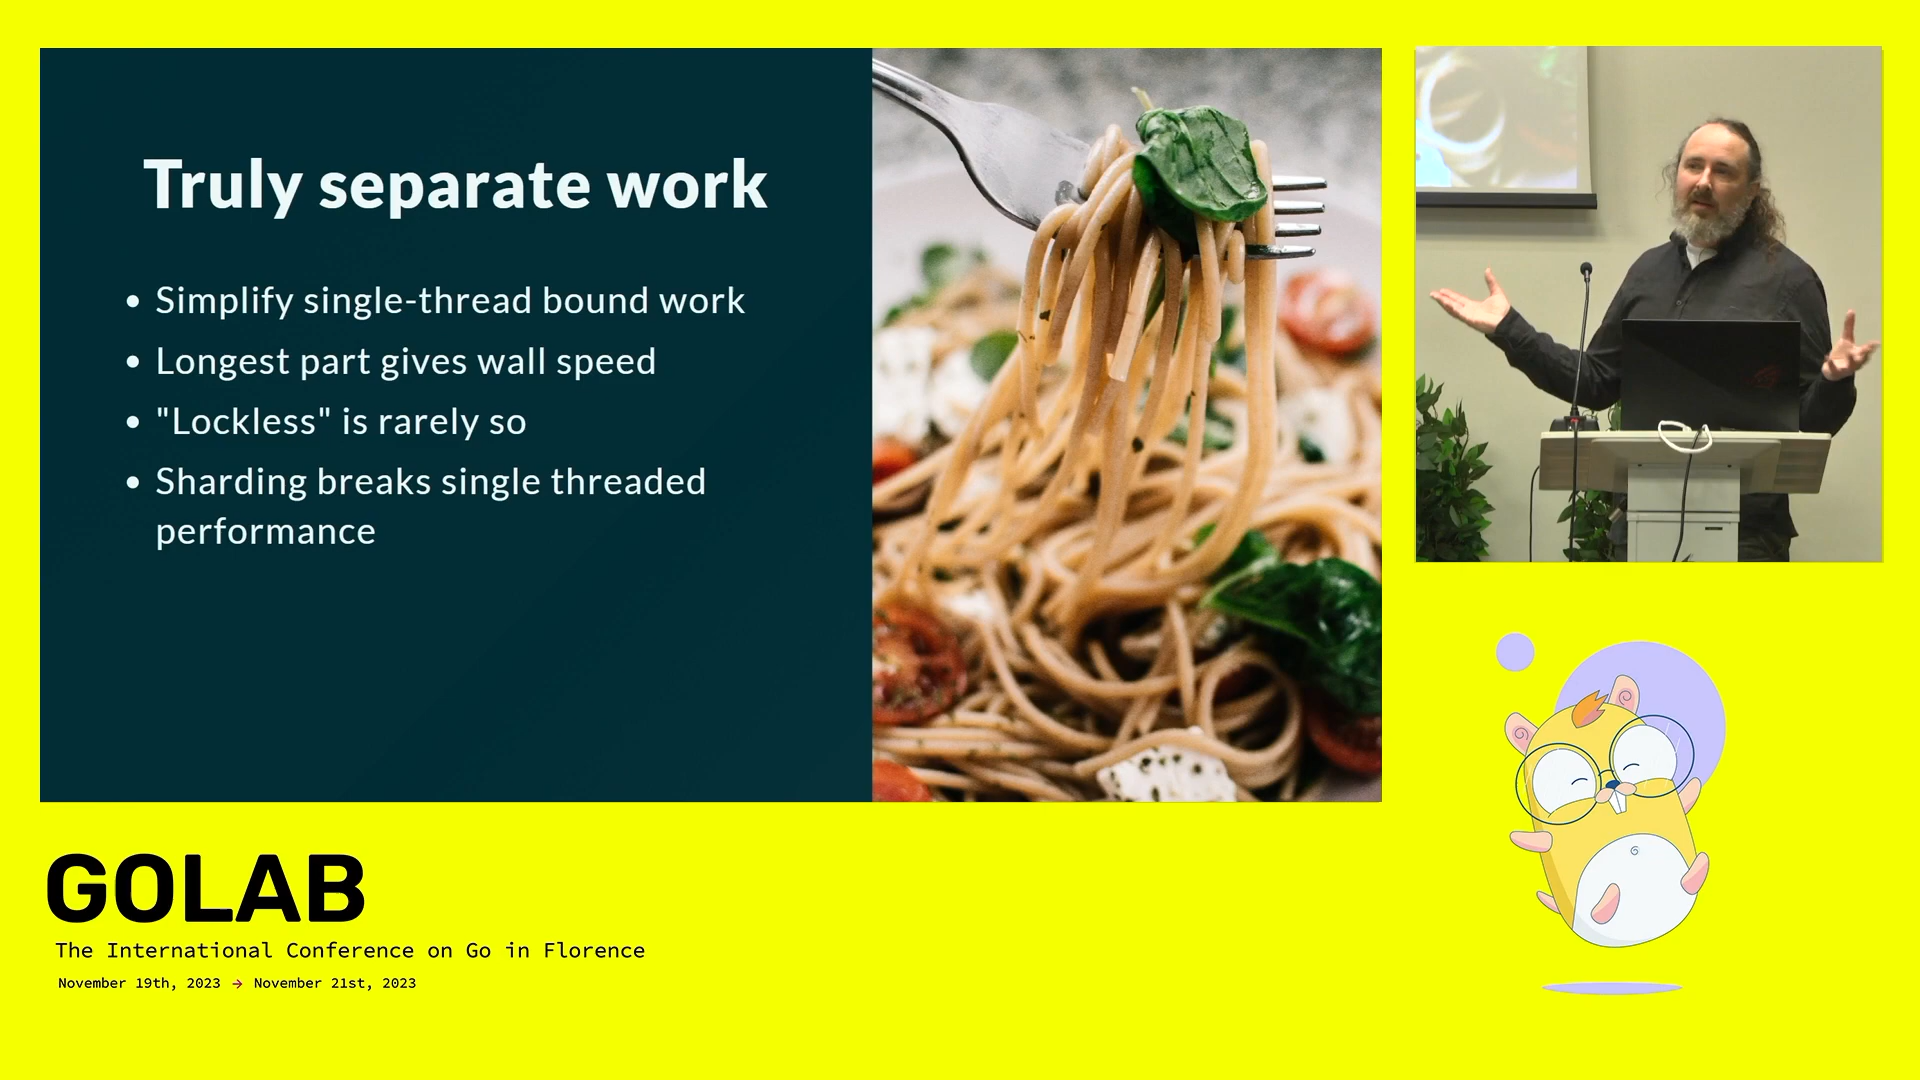 Truly separate work
• Simplify single-thread bound work
• Longest part gives wall speed
• "Lockless" is rarely so
• Sharding breaks single threaded
performance
GOLAB
The International Conference on Go in Florence
November 19th, 2023 → November 21st, 2023